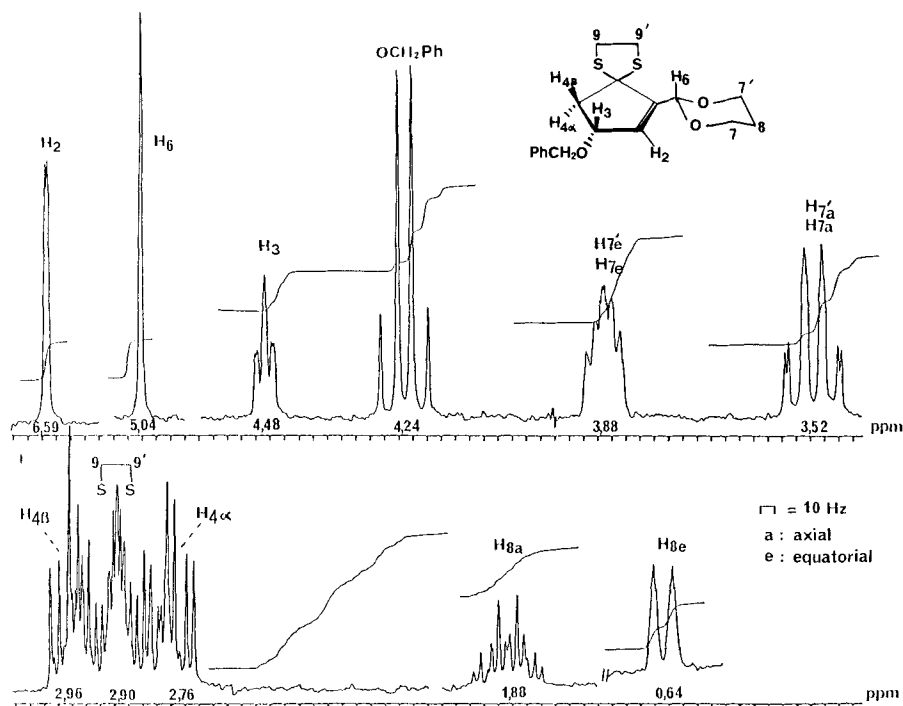 OCH₂Ph
9 9'
S S
H₄ᵦ H₆
H₃ O 7'
H₄α O 7 8
PhCH₂O H₂
H₂
H₆
H₃
H7'e
H7e
H7'a
H7a
6,59 5,04 4,48 4,24 3,88 3,52 ppm
9 9'
S S
H4β
H4α
H8a
H8e
= 10 Hz
a : axial
e : equatorial
2,96 2,90 2,76 1,88 0,64 ppm